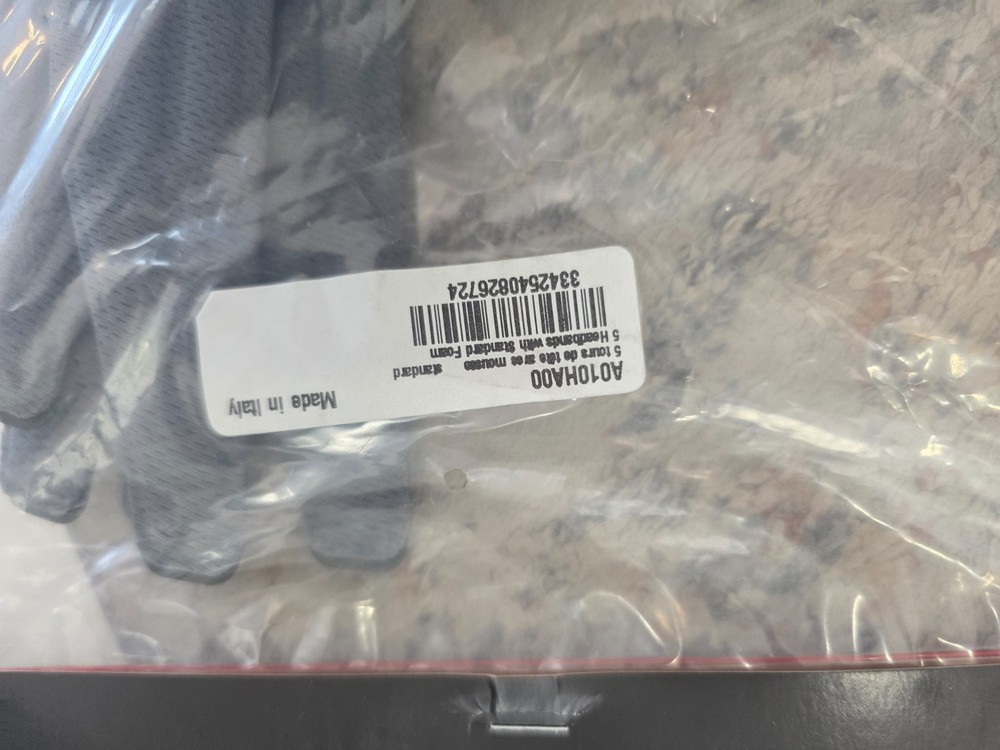 A010HA00
5 tours de tête avec mousse standard
5 Headbands with Standard Foam
3342540826724
Made in Italy